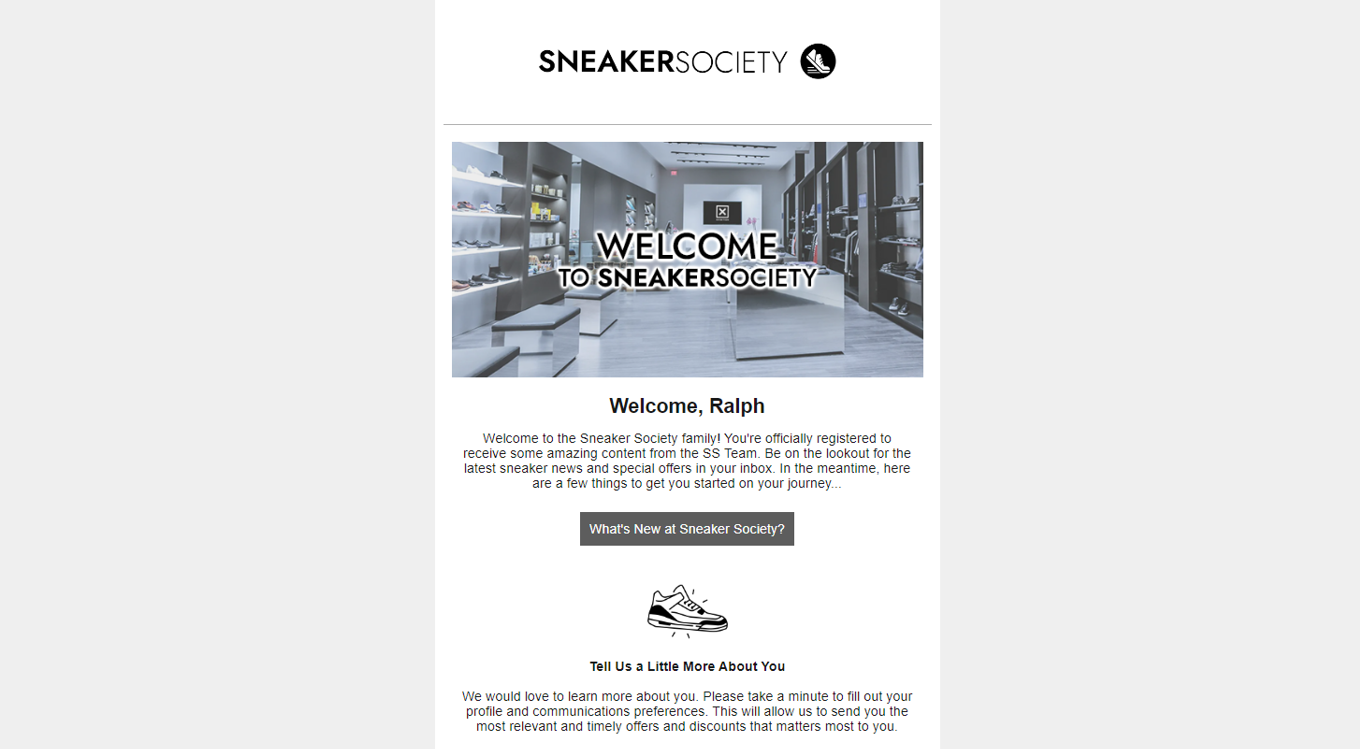 SNEAKERSOCIETY
WELCOME
TO SNEAKERSOCIETY
Welcome, Ralph
Welcome to the Sneaker Society family! You're officially registered to
receive some amazing content from the SS Team. Be on the lookout for the
latest sneaker news and special offers in your inbox. In the meantime, here
are a few things to get you started on your journey...
What's New at Sneaker Society?
Tell Us a Little More About You
We would love to learn more about you. Please take a minute to fill out your
profile and communications preferences. This will allow us to send you the
most relevant and timely offers and discounts that matters most to you.